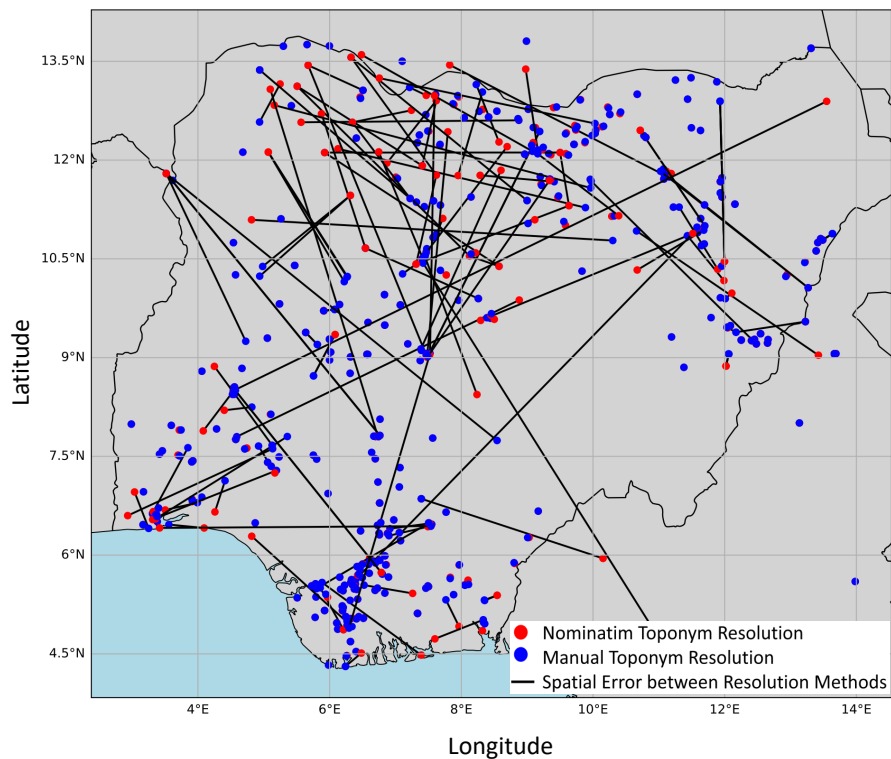 13.5°N
12°N
10.5°N
9°N
7.5°N
6°N
4.5°N
Latitude
Nominatim Toponym Resolution
Manual Toponym Resolution
Spatial Error between Resolution Methods
4°E 6°E 8°E 10°E 12°E 14°E
Longitude